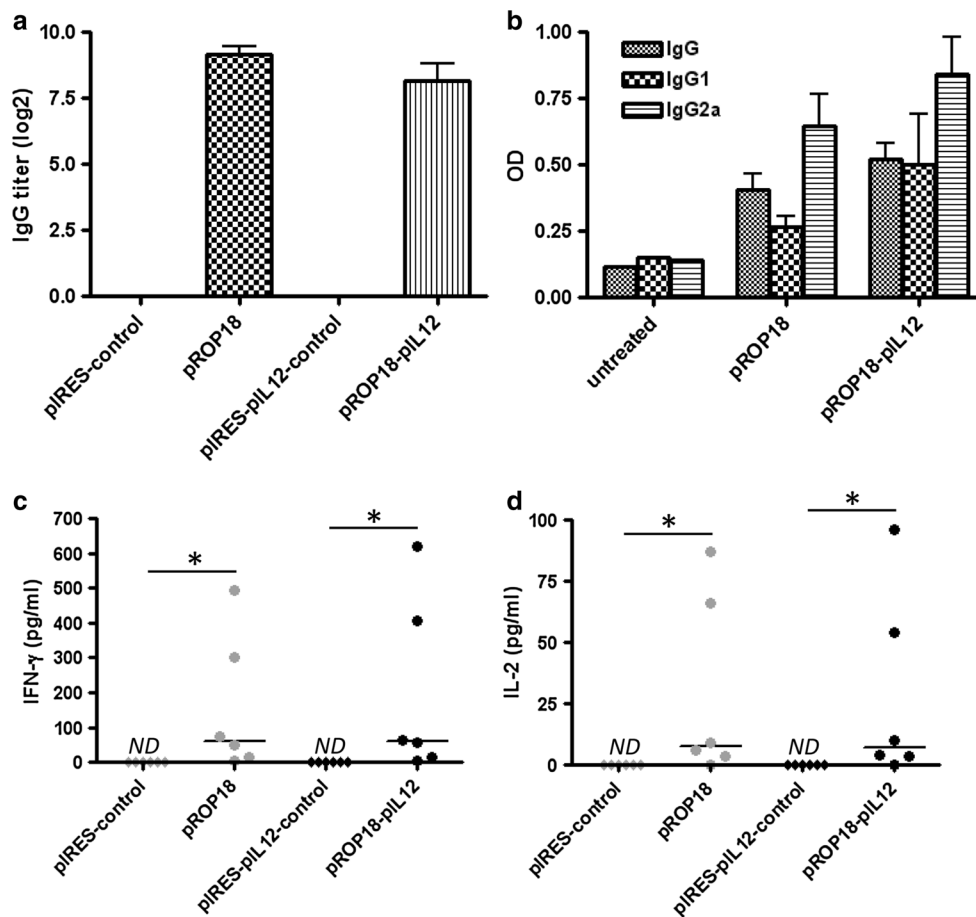 a
10.0
7.5
5.0
2.5
0.0
IgG titer (log2)
pIRES-control
pROP18
pIRES-pIL12-control
pROP18-pIL12
b
1.00
0.75
0.50
0.25
0.00
OD
IgG
IgG1
IgG2a
untreated
pROP18
pROP18-pIL12
c
700
600
500
400
300
200
100
0
IFN-γ (pg/ml)
*
*
ND
ND
pIRES-control
pROP18
pIRES-pIL12-control
pROP18-pIL12
d
100
75
50
25
0
IL-2 (pg/ml)
*
*
ND
ND
pIRES-control
pROP18
pIRES-pIL12-control
pROP18-pIL12